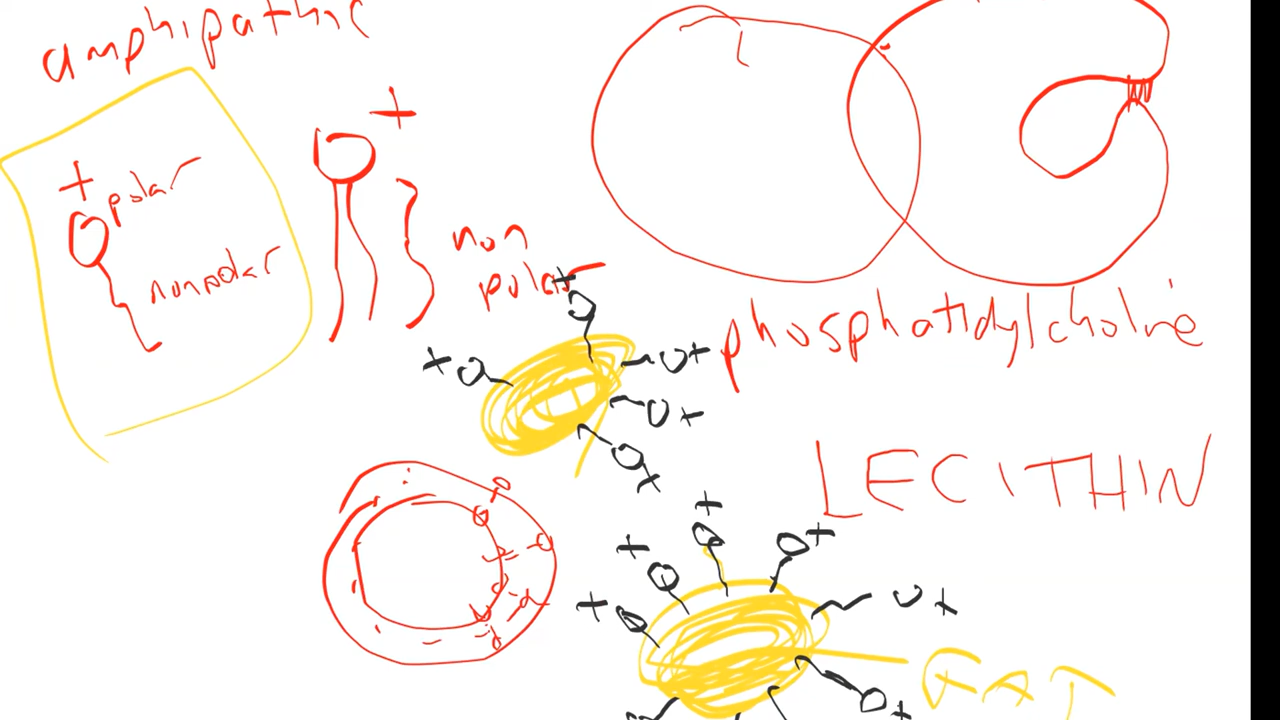 amphipathic
+
polar
nonpolar
+
non
polar
phosphatidylcholine
LECITHIN
+
+
+
+
+
+
+
+
+
+
+
FAT